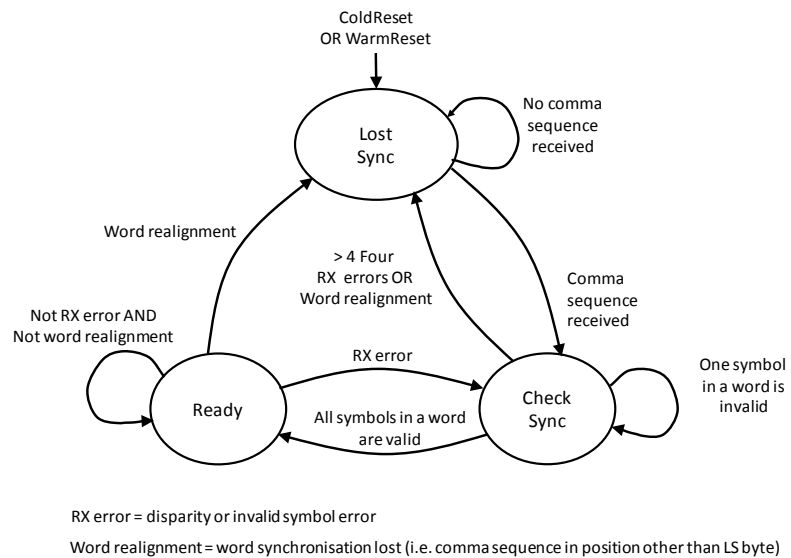 ColdReset
OR WarmReset
Lost
Sync
No comma
sequence
received
Word realignment
> 4 Four
RX errors OR
Word realignment
Comma
sequence
received
Not RX error AND
Not word realignment
RX error
One symbol
in a word is
invalid
Ready
Check
Sync
All symbols in a word
are valid
RX error = disparity or invalid symbol error
Word realignment = word synchronisation lost (i.e. comma sequence in position other than LS byte)